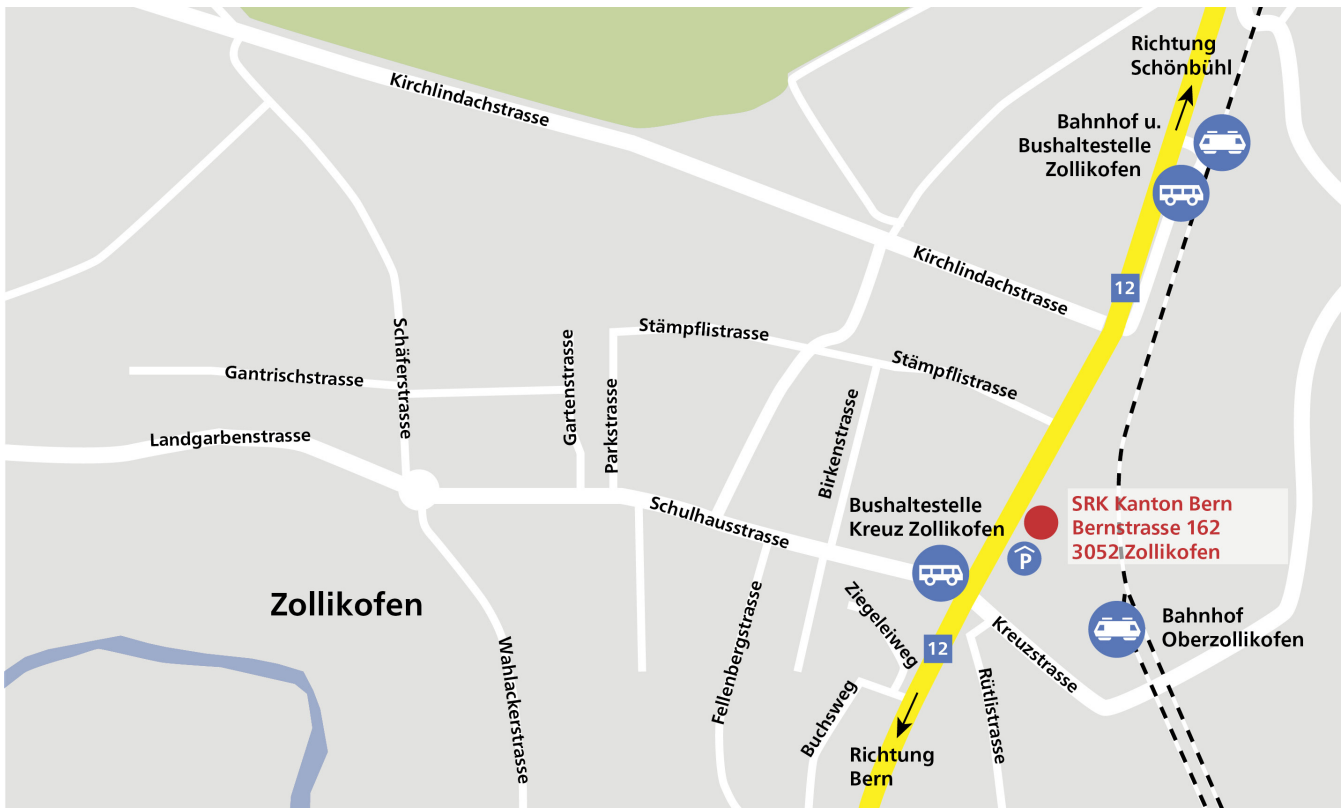 Richtung
Schönbühl
Kirchlindachstrasse
Bahnhof u.
Bushaltestelle
Zollikofen
Kirchlindachstrasse
12
Stämpflistrasse
Schäferstrasse
Gartenstrasse
Parkstrasse
Stämpflistrasse
Gantrischstrasse
Birkenstrasse
Landgarbenstrasse
Schulhausstrasse
Bushaltestelle
Kreuz Zollikofen
SRK Kanton Bern
Bernstrasse 162
3052 Zollikofen
P
Zollikofen
Ziegeleiweg
Kreuzstrasse
Bahnhof
Oberzollikofen
12
Wahlackerstrasse
Fellenbergstrasse
Buchsweg
Rütlistrasse
Richtung
Bern